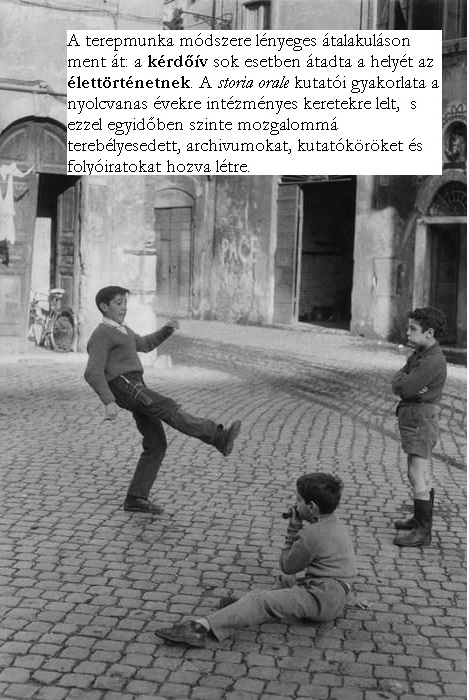 A terepmunka módszere lényeges átalakuláson
ment át: a kérdőív sok esetben átadta a helyét az
élettörténetnek. A storia orale kutatói gyakorlata a
nyolcvanas évekre intézményes keretekre lelt, s
ezzel egyidőben szinte mozgalommá
terebélyesedett, archivumokat, kutatóköröket és
folyóiratokat hozva létre.
PACE